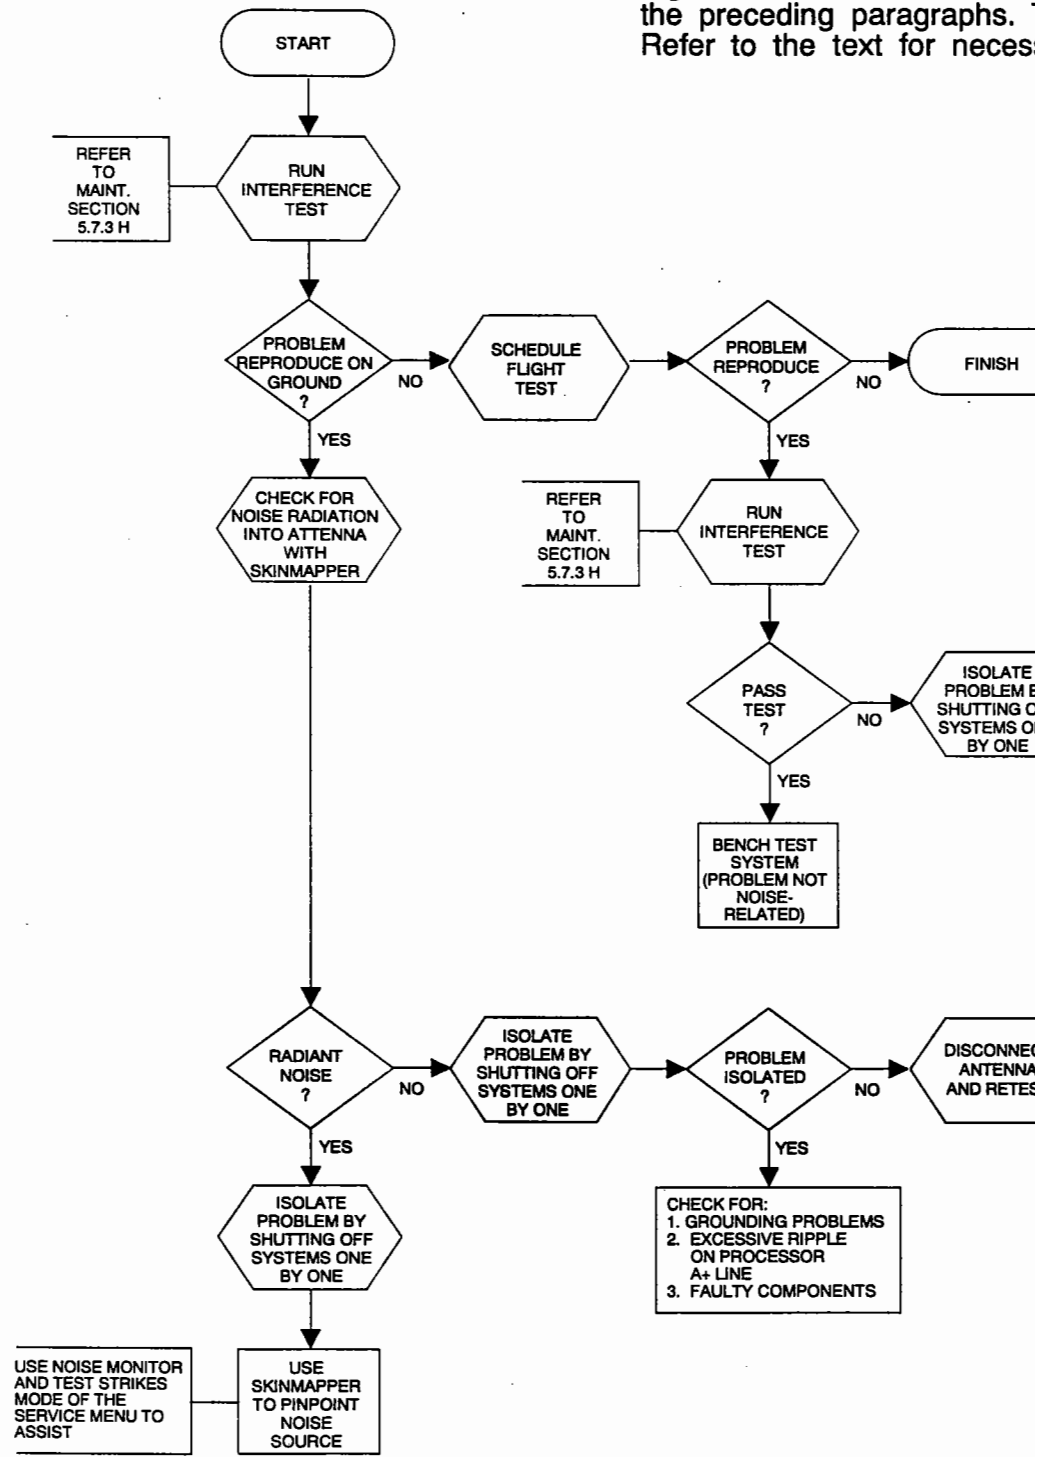 the preceding paragraphs.
Refer to the text for
START
REFER
TO
MAINT.
SECTION
5.7.3 H
RUN
INTERFERENCE
TEST
PROBLEM
REPRODUCE ON
GROUND
?
NO
YES
SCHEDULE
FLIGHT
TEST
PROBLEM
REPRODUCE
?
NO
YES
FINISH
CHECK FOR
NOISE RADIATION
INTO ATTENNA
WITH
SKINMAPPER
REFER
TO
MAINT.
SECTION
5.7.3 H
RUN
INTERFERENCE
TEST
PASS
TEST
?
NO
YES
ISOLATE
PROBLEM
SHUTTING
SYSTEMS
BY ONE
BENCH TEST
SYSTEM
(PROBLEM NOT
NOISE-
RELATED)
RADIANT
NOISE
?
NO
YES
ISOLATE
PROBLEM BY
SHUTTING OFF
SYSTEMS ONE
BY ONE
PROBLEM
ISOLATED
?
NO
YES
ANTENNA
AND
ISOLATE
PROBLEM BY
SHUTTING OFF
SYSTEMS ONE
BY ONE
CHECK FOR:
1. GROUNDING PROBLEMS
2. EXCESSIVE RIPPLE
ON PROCESSOR
A+ LINE
3. FAULTY COMPONENTS
USE NOISE MONITOR
AND TEST STRIKES
MODE OF THE
SERVICE MENU TO
ASSIST
USE
SKINMAPPER
TO PINPOINT
NOISE
SOURCE